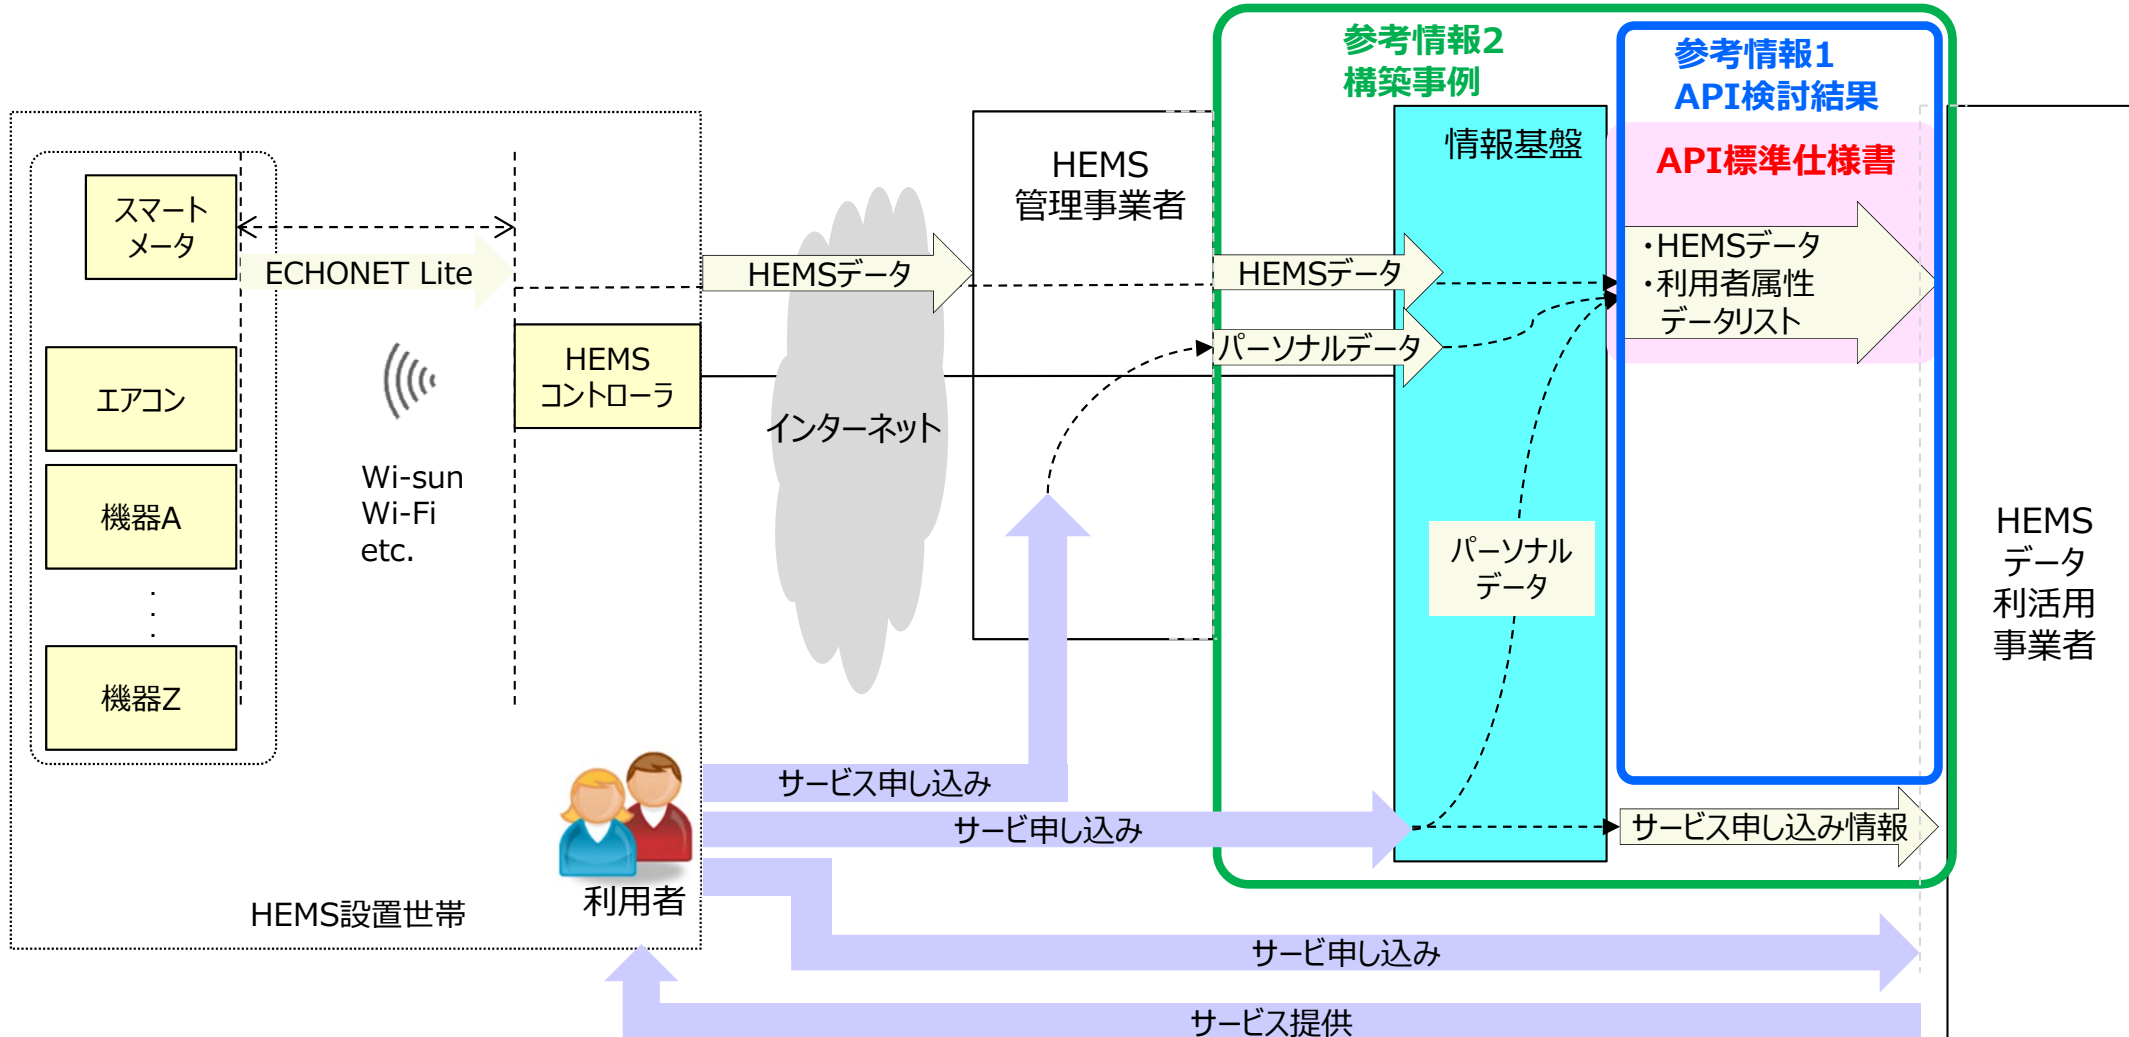 参考情報2
構築事例
参考情報1
API検討結果
API標準仕様書
情報基盤
HEMS
管理事業者
スマート
メータ
ECHONET Lite
HEMSデータ
HEMSデータ
・HEMSデータ
・利用者属性
データリスト
パーソナルデータ
エアコン
HEMS
コントローラ
インターネット
Wi-sun
Wi-Fi
etc.
機器A
・
・
・
機器Z
パーソナル
データ
HEMS
データ
利活用
事業者
サービス申し込み
サービ申し込み
サービス申し込み情報
利用者
HEMS設置世帯
サービ申し込み
サービス提供